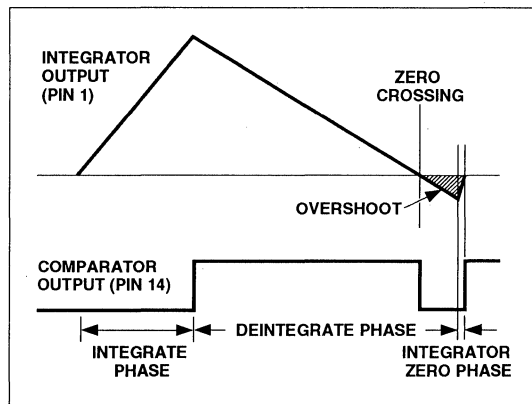 INTEGRATOR
OUTPUT
(PIN 1)
ZERO
CROSSING
OVERSHOOT
COMPARATOR
OUTPUT (PIN 14)
DEINTEGRATE PHASE
INTEGRATE
PHASE
INTEGRATOR
ZERO PHASE